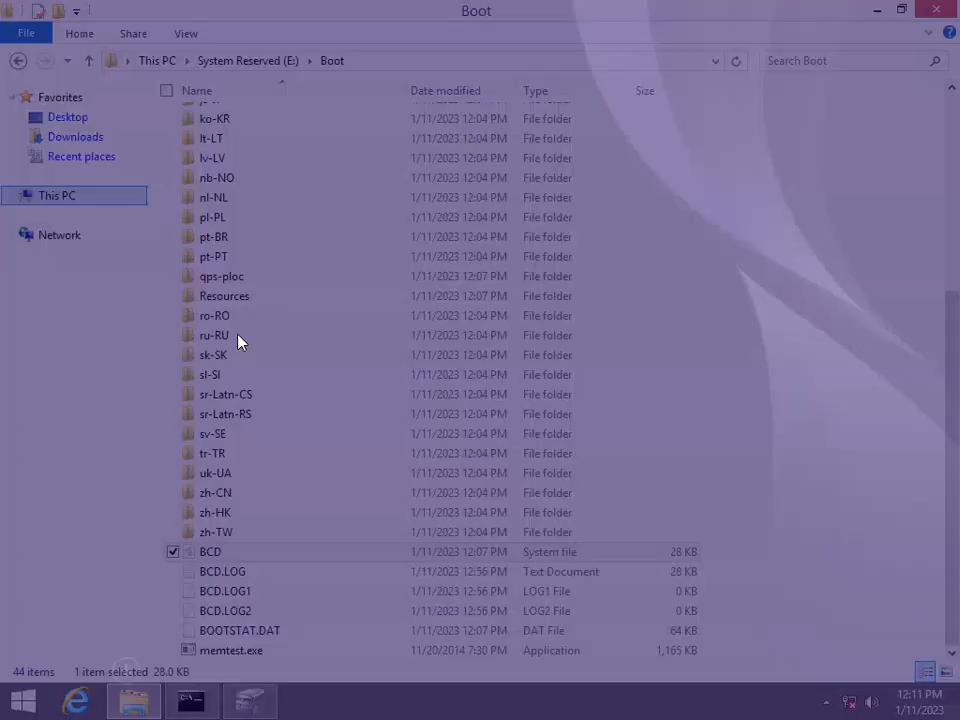 Boot
File Home Share View
This PC System Reserved (E:) Boot Search Boot
Name Date modified Type Size
Favorites
Desktop
Downloads
Recent places
This PC
Network
ko-KR 1/11/2023 12:04 PM File folder
lt-LT 1/11/2023 12:04 PM File folder
lv-LV 1/11/2023 12:04 PM File folder
nb-NO 1/11/2023 12:04 PM File folder
nl-NL 1/11/2023 12:04 PM File folder
pl-PL 1/11/2023 12:04 PM File folder
pt-BR 1/11/2023 12:04 PM File folder
pt-PT 1/11/2023 12:04 PM File folder
qps-ploc 1/11/2023 12:07 PM File folder
Resources 1/11/2023 12:07 PM File folder
ro-RO 1/11/2023 12:04 PM File folder
ru-RU 1/11/2023 12:04 PM File folder
sk-SK 1/11/2023 12:04 PM File folder
sl-SI 1/11/2023 12:04 PM File folder
sr-Latn-CS 1/11/2023 12:04 PM File folder
sr-Latn-RS 1/11/2023 12:04 PM File folder
sv-SE 1/11/2023 12:04 PM File folder
tr-TR 1/11/2023 12:04 PM File folder
uk-UA 1/11/2023 12:04 PM File folder
zh-CN 1/11/2023 12:04 PM File folder
zh-HK 1/11/2023 12:04 PM File folder
zh-TW 1/11/2023 12:04 PM File folder
BCD 1/11/2023 12:07 PM System file 28 KB
BCD.LOG 1/11/2023 12:56 PM Text Document 28 KB
BCD.LOG1 1/11/2023 12:56 PM LOG1 File 0 KB
BCD.LOG2 1/11/2023 12:56 PM LOG2 File 0 KB
BOOTSTAT.DAT 1/11/2023 12:07 PM DAT File 64 KB
memtest.exe 11/20/2014 7:30 PM Application 1,165 KB
44 items 1 item selected 28.0 KB
12:11 PM
1/11/2023